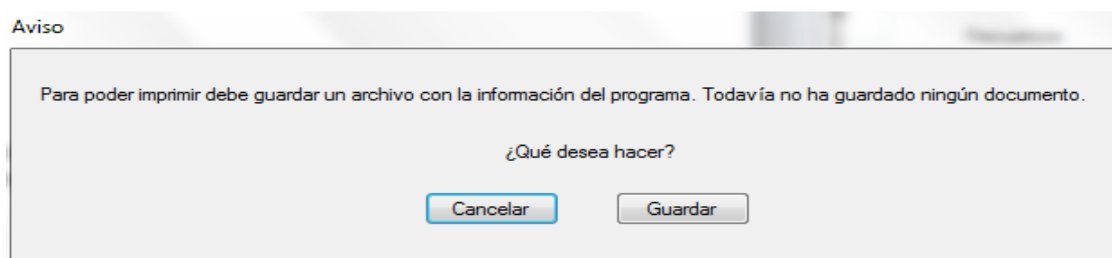 Aviso
Para poder imprimir debe guardar un archivo con la información del programa. Todavía no ha guardado ningún documento.
¿Qué desea hacer?
Cancelar Guardar